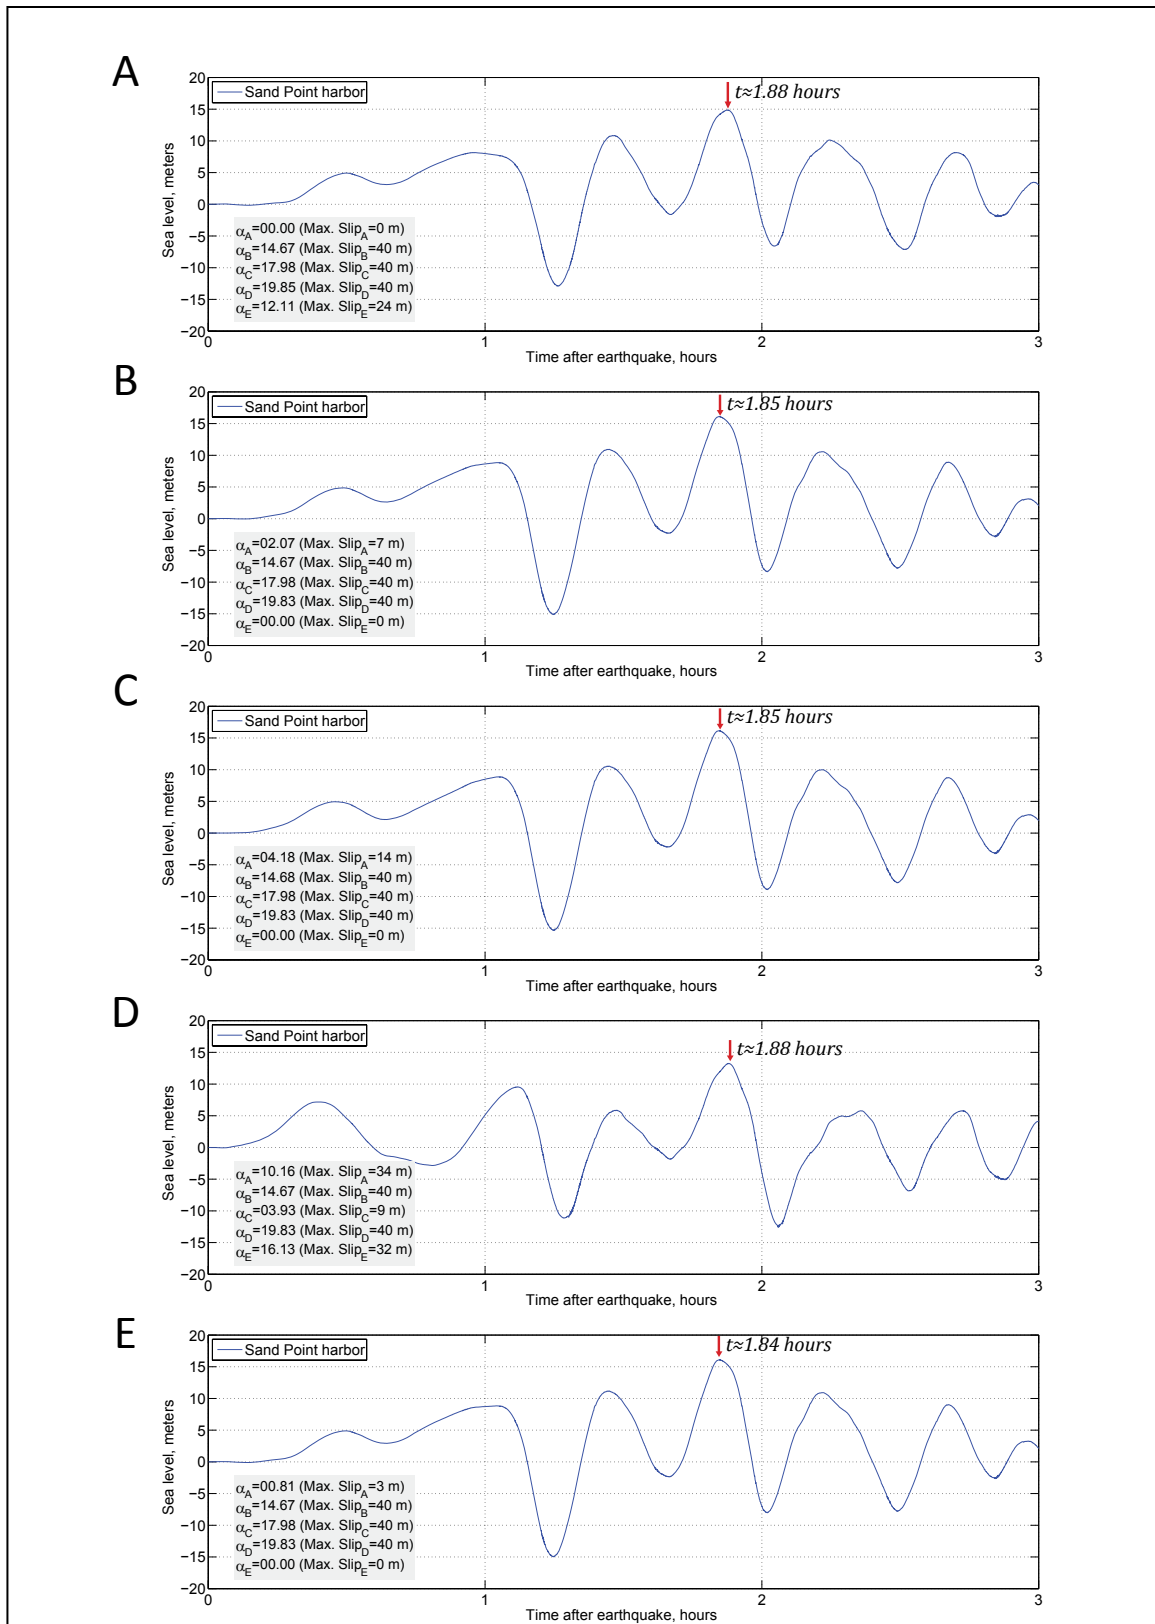 A
20
15
10
5
0
−5
−10
−15
−20
Sea level, meters
Sand Point harbor
t≈1.88 hours
αA=00.00 (Max. SlipA=0 m)
αB=14.67 (Max. SlipB=40 m)
αC=17.98 (Max. SlipC=40 m)
αD=19.85 (Max. SlipD=40 m)
αE=12.11 (Max. SlipE=24 m)
0 1 2 3
Time after earthquake, hours
B
20
15
10
5
0
−5
−10
−15
−20
Sea level, meters
Sand Point harbor
t≈1.85 hours
αA=02.07 (Max. SlipA=7 m)
αB=14.67 (Max. SlipB=40 m)
αC=17.98 (Max. SlipC=40 m)
αD=19.83 (Max. SlipD=40 m)
αE=00.00 (Max. SlipE=0 m)
0 1 2 3
Time after earthquake, hours
C
20
15
10
5
0
−5
−10
−15
−20
Sea level, meters
Sand Point harbor
t≈1.85 hours
αA=04.18 (Max. SlipA=14 m)
αB=14.68 (Max. SlipB=40 m)
αC=17.98 (Max. SlipC=40 m)
αD=19.83 (Max. SlipD=40 m)
αE=00.00 (Max. SlipE=0 m)
0 1 2 3
Time after earthquake, hours
D
20
15
10
5
0
−5
−10
−15
−20
Sea level, meters
Sand Point harbor
t≈1.88 hours
αA=10.16 (Max. SlipA=34 m)
αB=14.67 (Max. SlipB=40 m)
αC=03.93 (Max. SlipC=9 m)
αD=19.83 (Max. SlipD=40 m)
αE=16.13 (Max. SlipE=32 m)
0 1 2 3
Time after earthquake, hours
E
20
15
10
5
0
−5
−10
−15
−20
Sea level, meters
Sand Point harbor
t≈1.84 hours
αA=00.81 (Max. SlipA=3 m)
αB=14.67 (Max. SlipB=40 m)
αC=17.98 (Max. SlipC=40 m)
αD=19.83 (Max. SlipD=40 m)
αE=00.00 (Max. SlipE=0 m)
0 1 2 3
Time after earthquake, hours